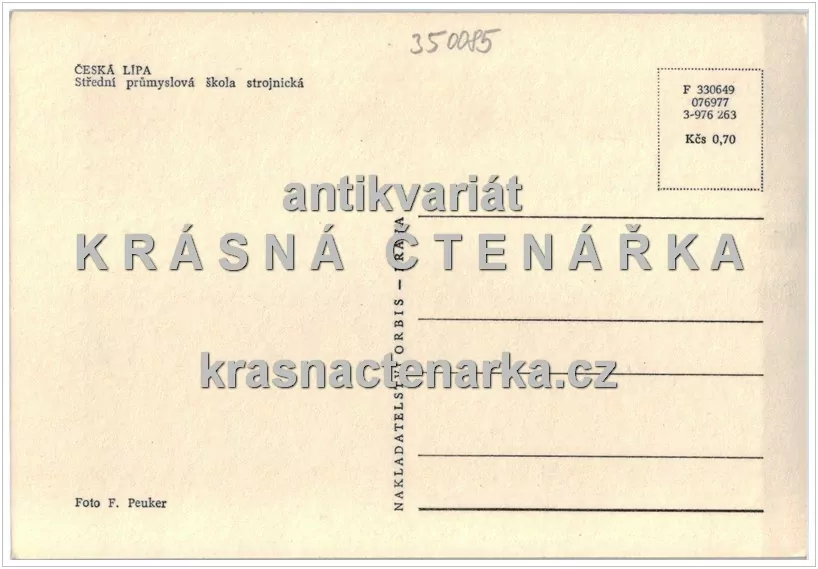 350085
ČESKÁ LÍPA
Střední průmyslová škola strojnická
F 330649
076977
3-976 263
Kčs 0,70
antikvariát
KRÁSNÁ ČTENÁŘKA
krasnactenarka.cz
NAKLADATELSTVÍ ORBIS — PRAHA
Foto F. Peuker